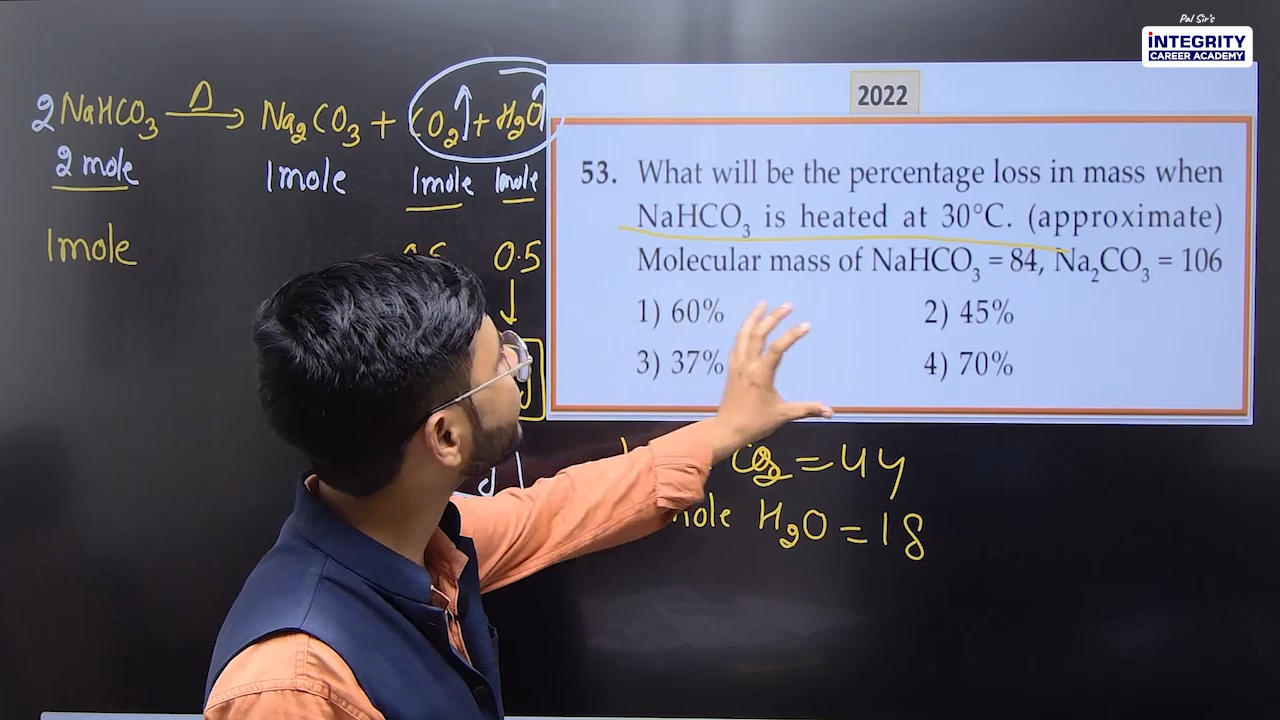 Pal Sir's
INTEGRITY
CAREER ACADEMY
2NaHCO₃ —Δ→ Na₂CO₃ + CO₂↑ + H₂O↑
2 mole 1mole 1mole 1mole
1mole 0.5 0.5
2022
53. What will be the percentage loss in mass when
NaHCO₃ is heated at 30°C. (approximate)
Molecular mass of NaHCO₃ = 84, Na₂CO₃ = 106
1) 60% 2) 45%
3) 37% 4) 70%
= 44
mole H₂O = 18